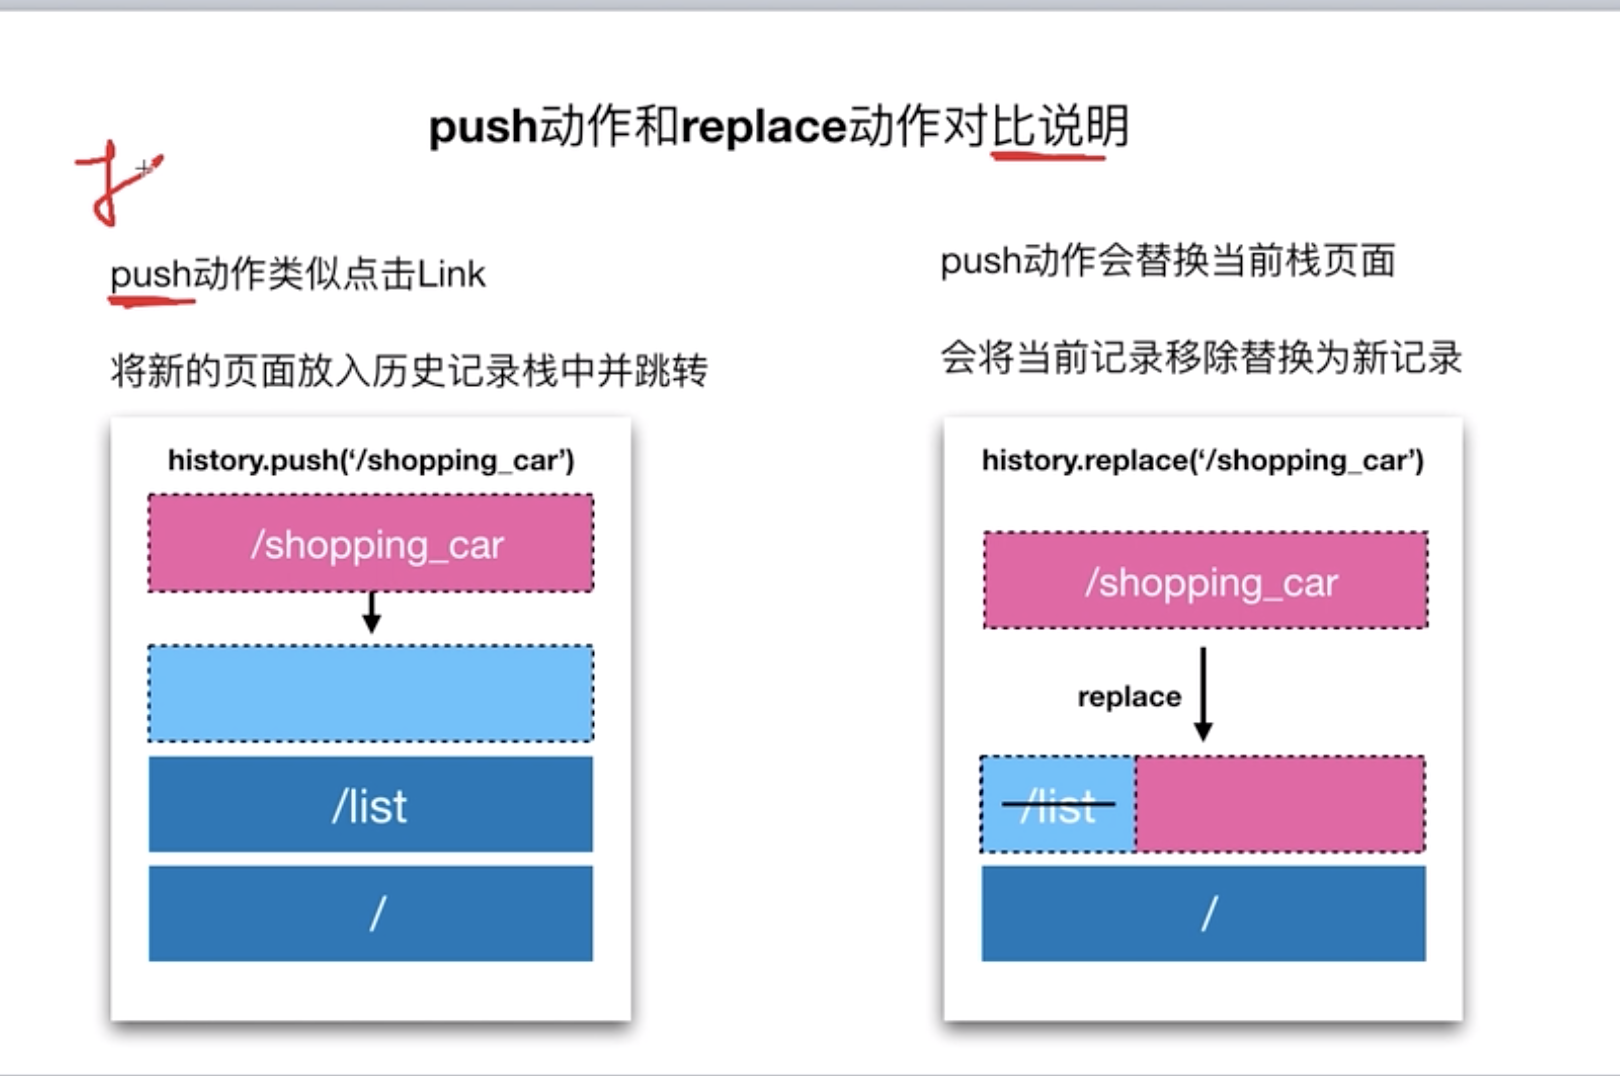 push动作和replace动作对比说明
push动作类似点击Link
将新的页面放入历史记录栈中并跳转
history.push(‘/shopping_car’)
/shopping_car
/list
/
push动作会替换当前栈页面
会将当前记录移除替换为新记录
history.replace(‘/shopping_car’)
/shopping_car
replace
/list
/